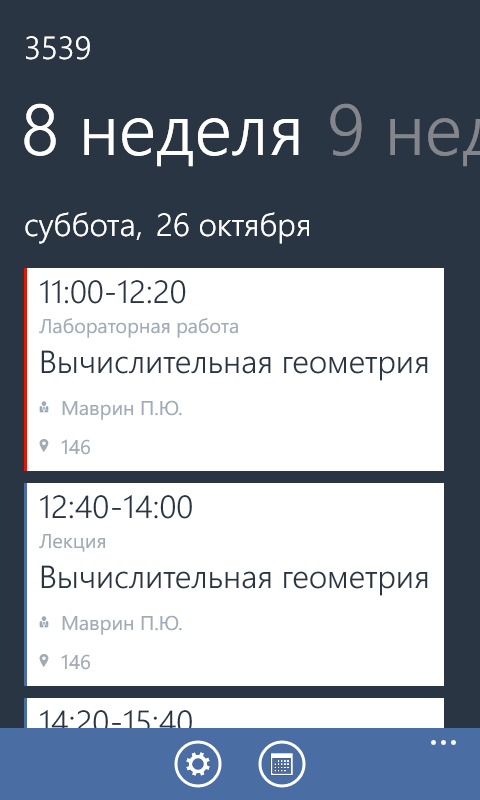 3539
8 неделя 9 нед
суббота, 26 октября
11:00-12:20
Лабораторная работа
Вычислительная геометрия
Маврин П.Ю.
146
12:40-14:00
Лекция
Вычислительная геометрия
Маврин П.Ю.
146
14:20-15:40